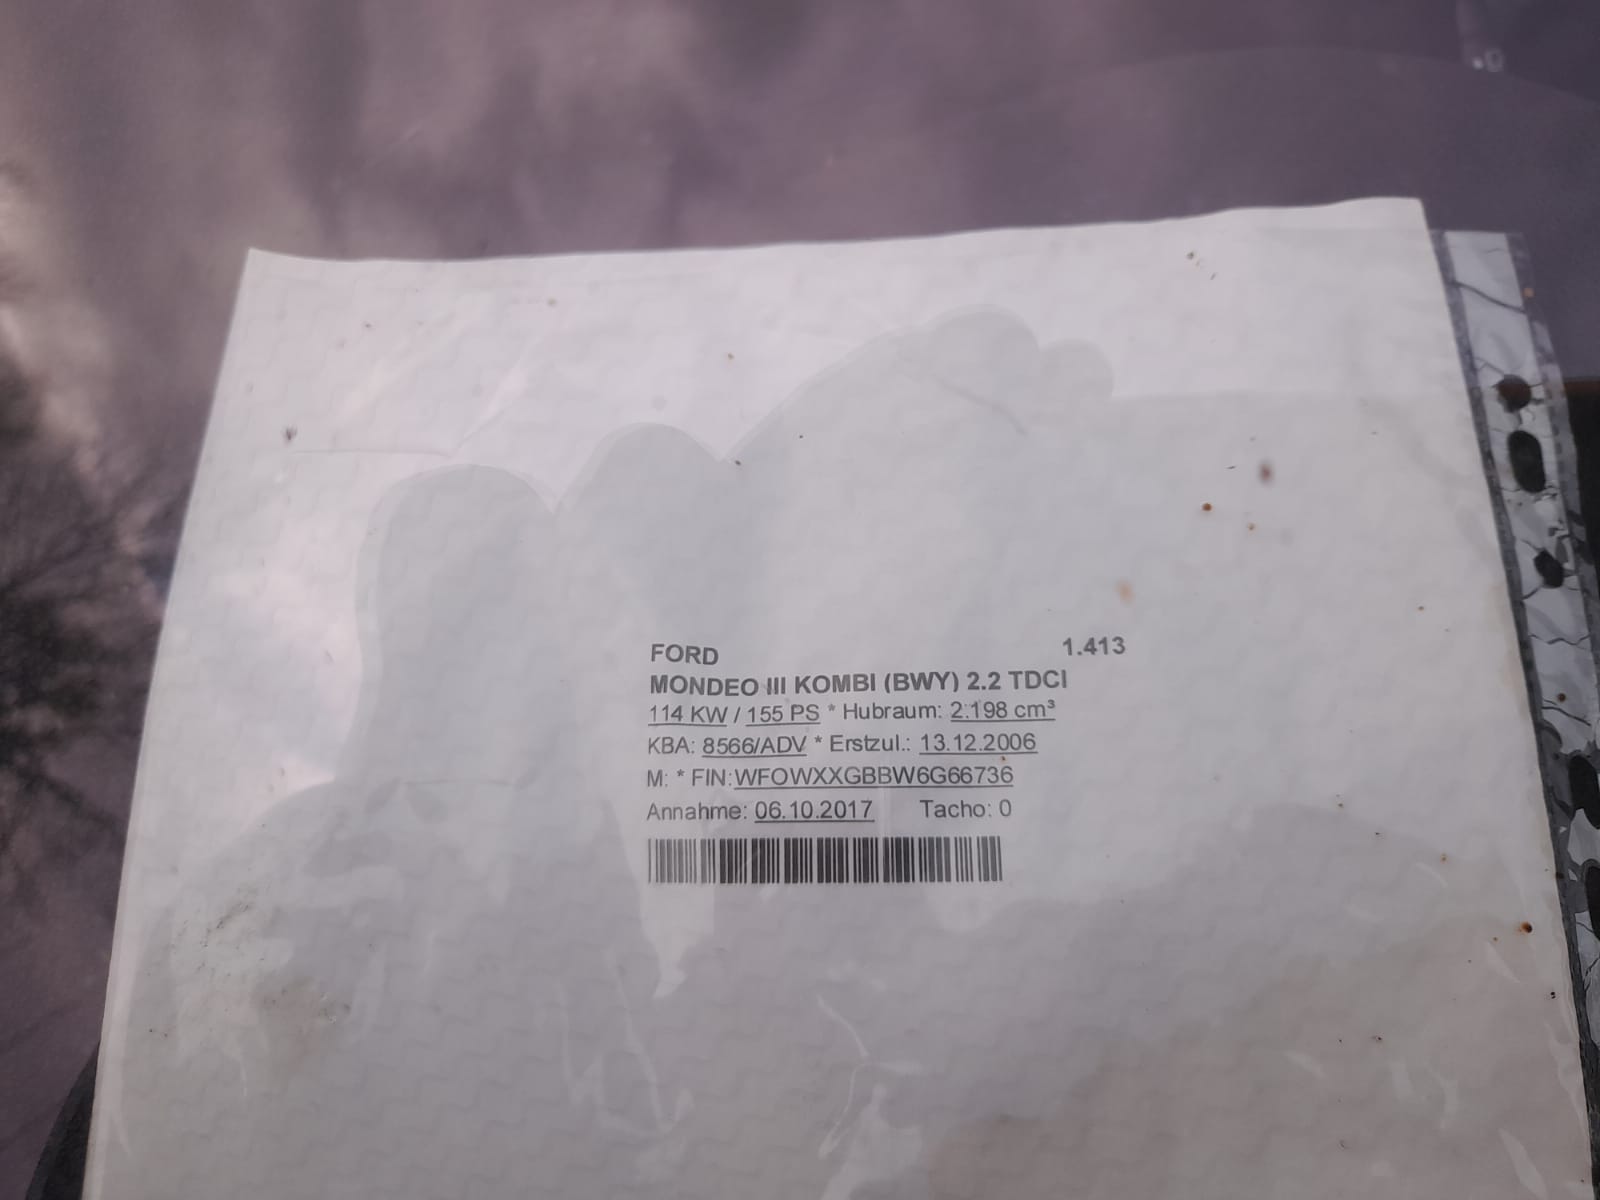 FORD 1.413
MONDEO III KOMBI (BWY) 2.2 TDCI
114 KW / 155 PS * Hubraum: 2.198 cm³
KBA: 8566/ADV * Erstzul.: 13.12.2006
M: * FIN:WFOWXXGBBW6G66736
Annahme: 06.10.2017 Tacho: 0